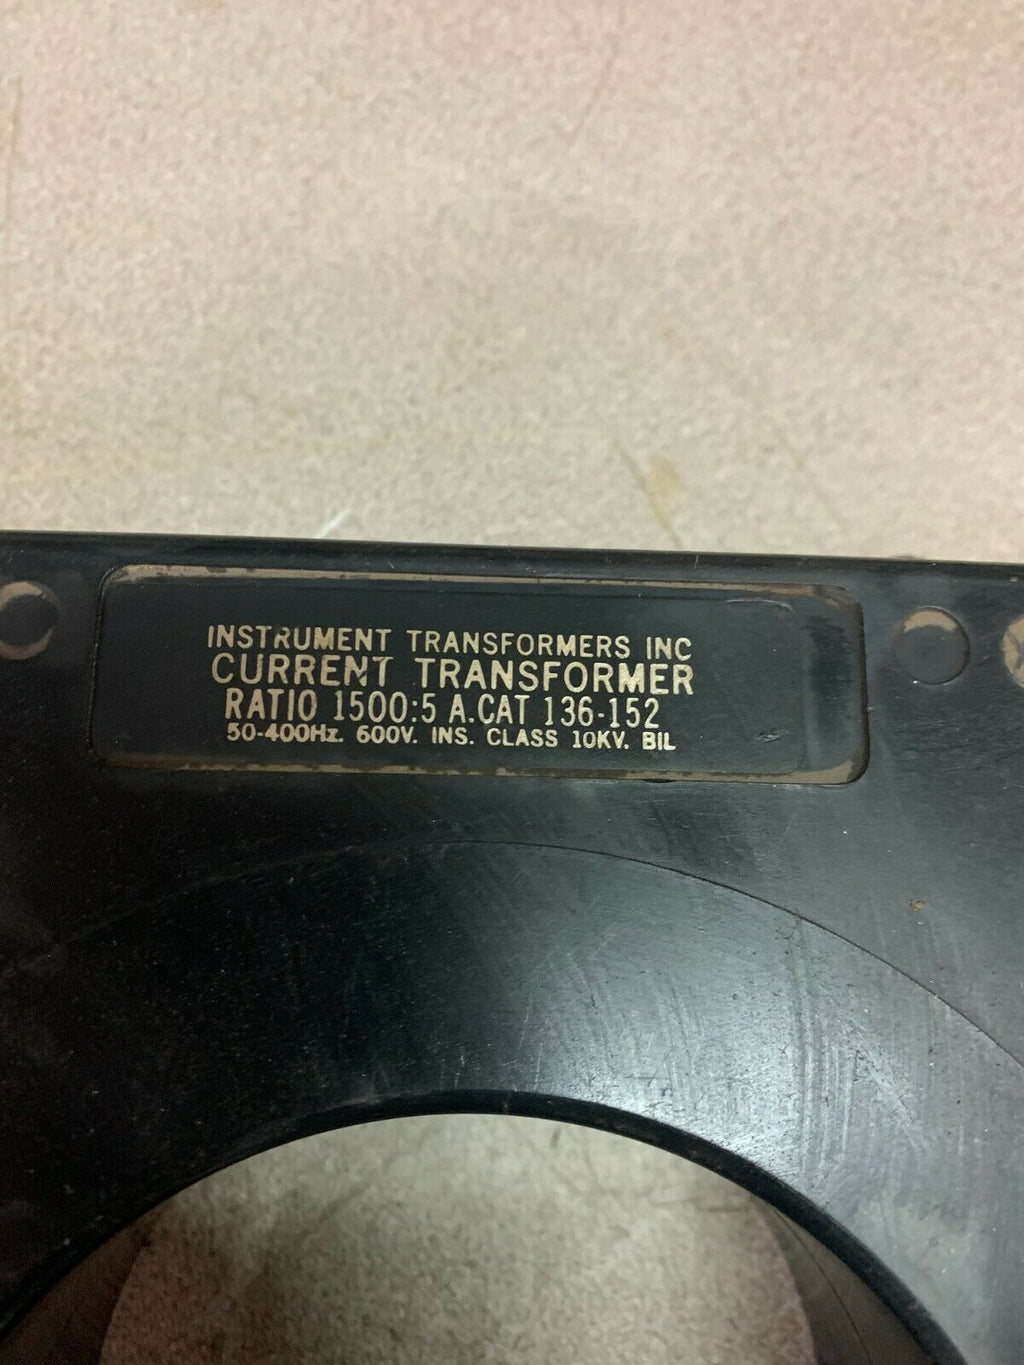 INSTRUMENT TRANSFORMERS INC
CURRENT TRANSFORMER
RATIO 1500:5 A.CAT 136-152
50-400Hz. 600V. INS. CLASS 10KV. BIL